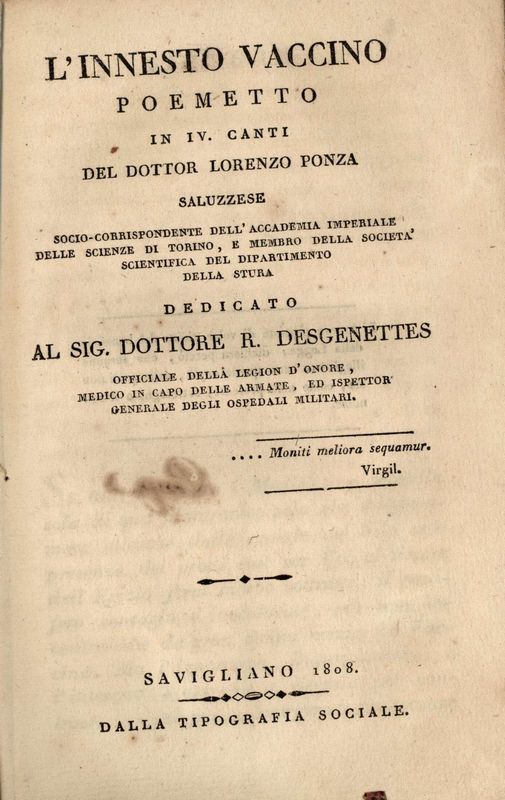 L'INNESTO VACCINO
POEMETTO
IN IV. CANTI
DEL DOTTOR LORENZO PONZA
SALUZZESE
SOCIO-CORRISPONDENTE DELL'ACCADEMIA IMPERIALE
DELLE SCIENZE DI TORINO, E MEMBRO DELLA SOCIETA'
SCIENTIFICA DEL DIPARTIMENTO
DELLA STURA
DEDICATO
AL SIG. DOTTORE R. DESGENETTES
OFFICIALE DELLA LEGION D'ONORE,
MEDICO IN CAPO DELLE ARMATE, ED ISPETTOR
GENERALE DEGLI OSPEDALI MILITARI.
.... Moniti meliora sequamur.
Virgil.
SAVIGLIANO 1808.
DALLA TIPOGRAFIA SOCIALE.